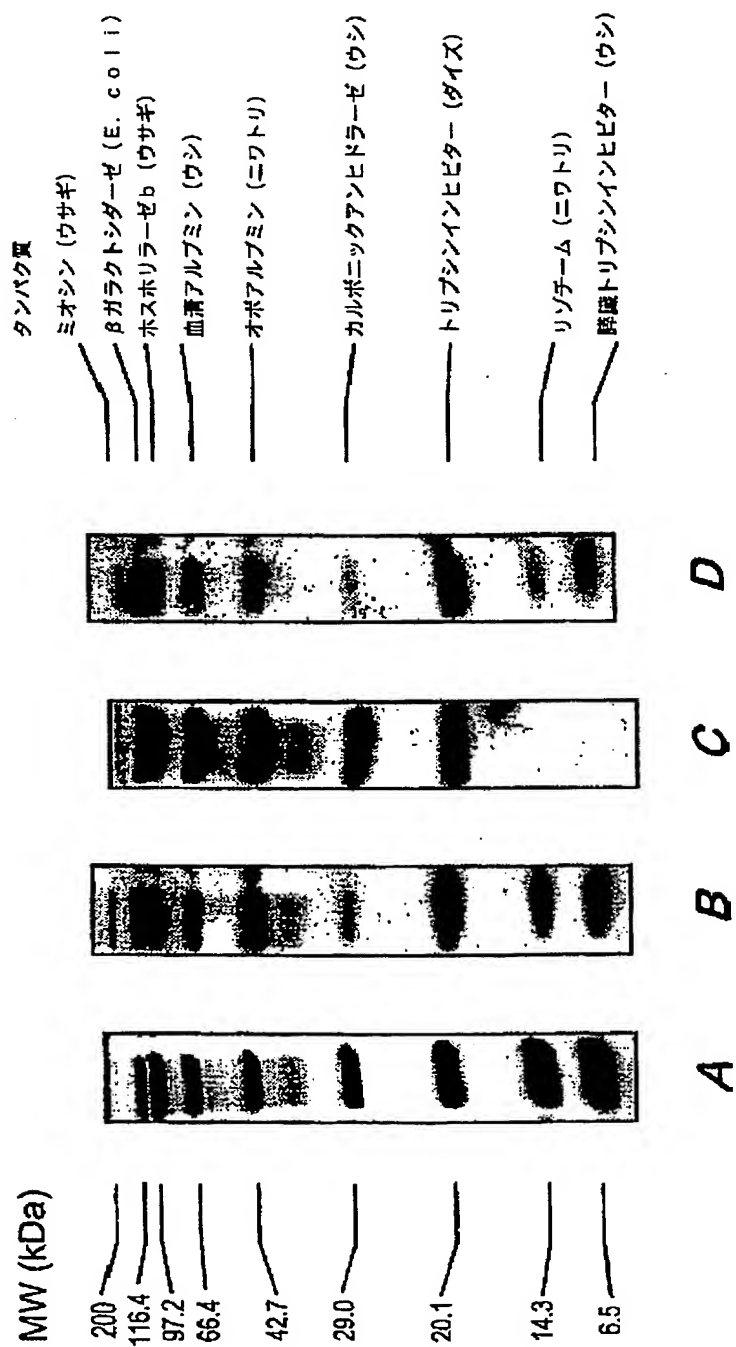 MW (kDa)
200
116.4
97.2
66.4
42.7
29.0
20.1
14.3
6.5
A
B
C
D
タンパク質
ミオシン (ウサギ)
βガラクトシダーゼ (E. coli)
ホスホリラーゼb (ウサギ)
血清アルブミン (ウシ)
オボアルブミン (ニワトリ)
カルボニックアンヒドラーゼ (ウシ)
トリプシンインヒビター (ダイズ)
リゾチーム (ニワトリ)
膵臓トリプシンインヒビター (ウシ)